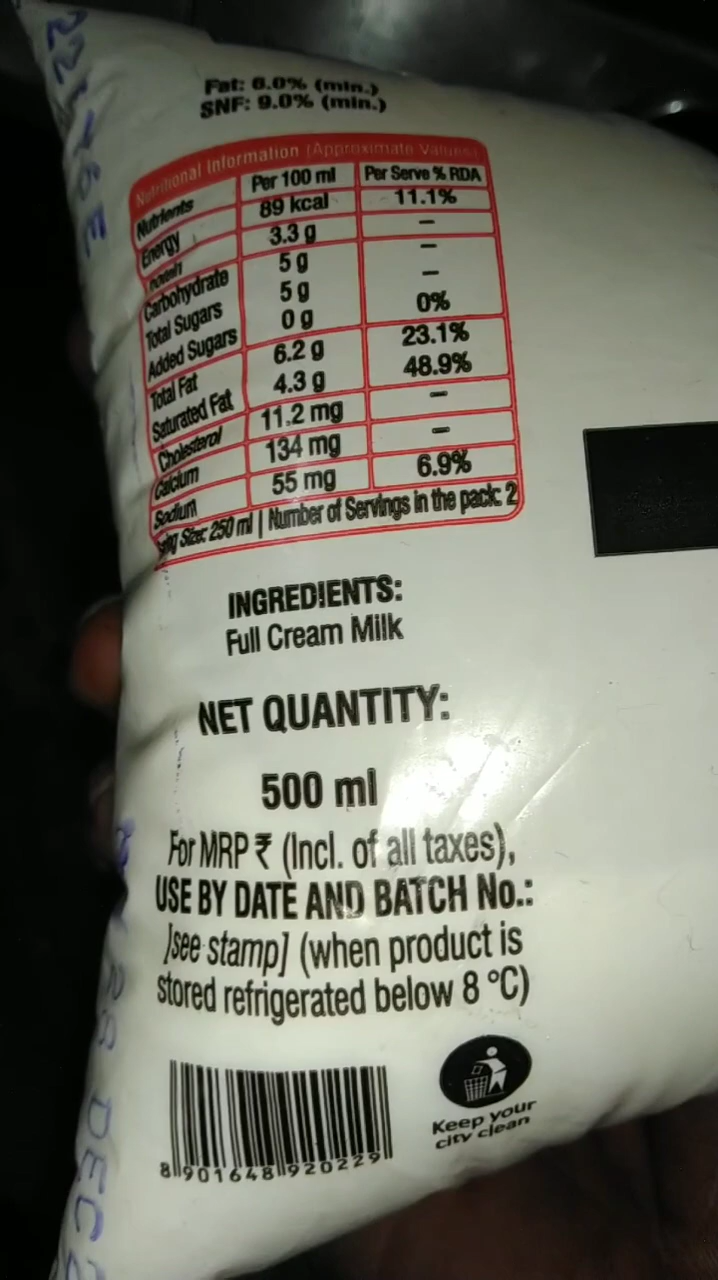 Fat: 6.0% (min.)
SNF: 9.0% (min.)
Nutritional Information (Approximate Values)
Nutrients Per 100 ml Per Serve % RDA
Energy 89 kcal 11.1%
Protein 3.3 g –
Carbohydrate 5 g –
Total Sugars 5 g –
Added Sugars 0 g 0%
Total Fat 6.2 g 23.1%
Saturated Fat 4.3 g 48.9%
Cholesterol 11.2 mg –
Calcium 134 mg –
Sodium 55 mg 6.9%
Size: 250 ml | Number of Servings in the pack: 2
INGREDIENTS:
Full Cream Milk
NET QUANTITY:
500 ml
For MRP ₹ (Incl. of all taxes),
USE BY DATE AND BATCH No.:
[see stamp] (when product is
stored refrigerated below 8 °C)
8 901648 920229
Keep your
city clean
DEC